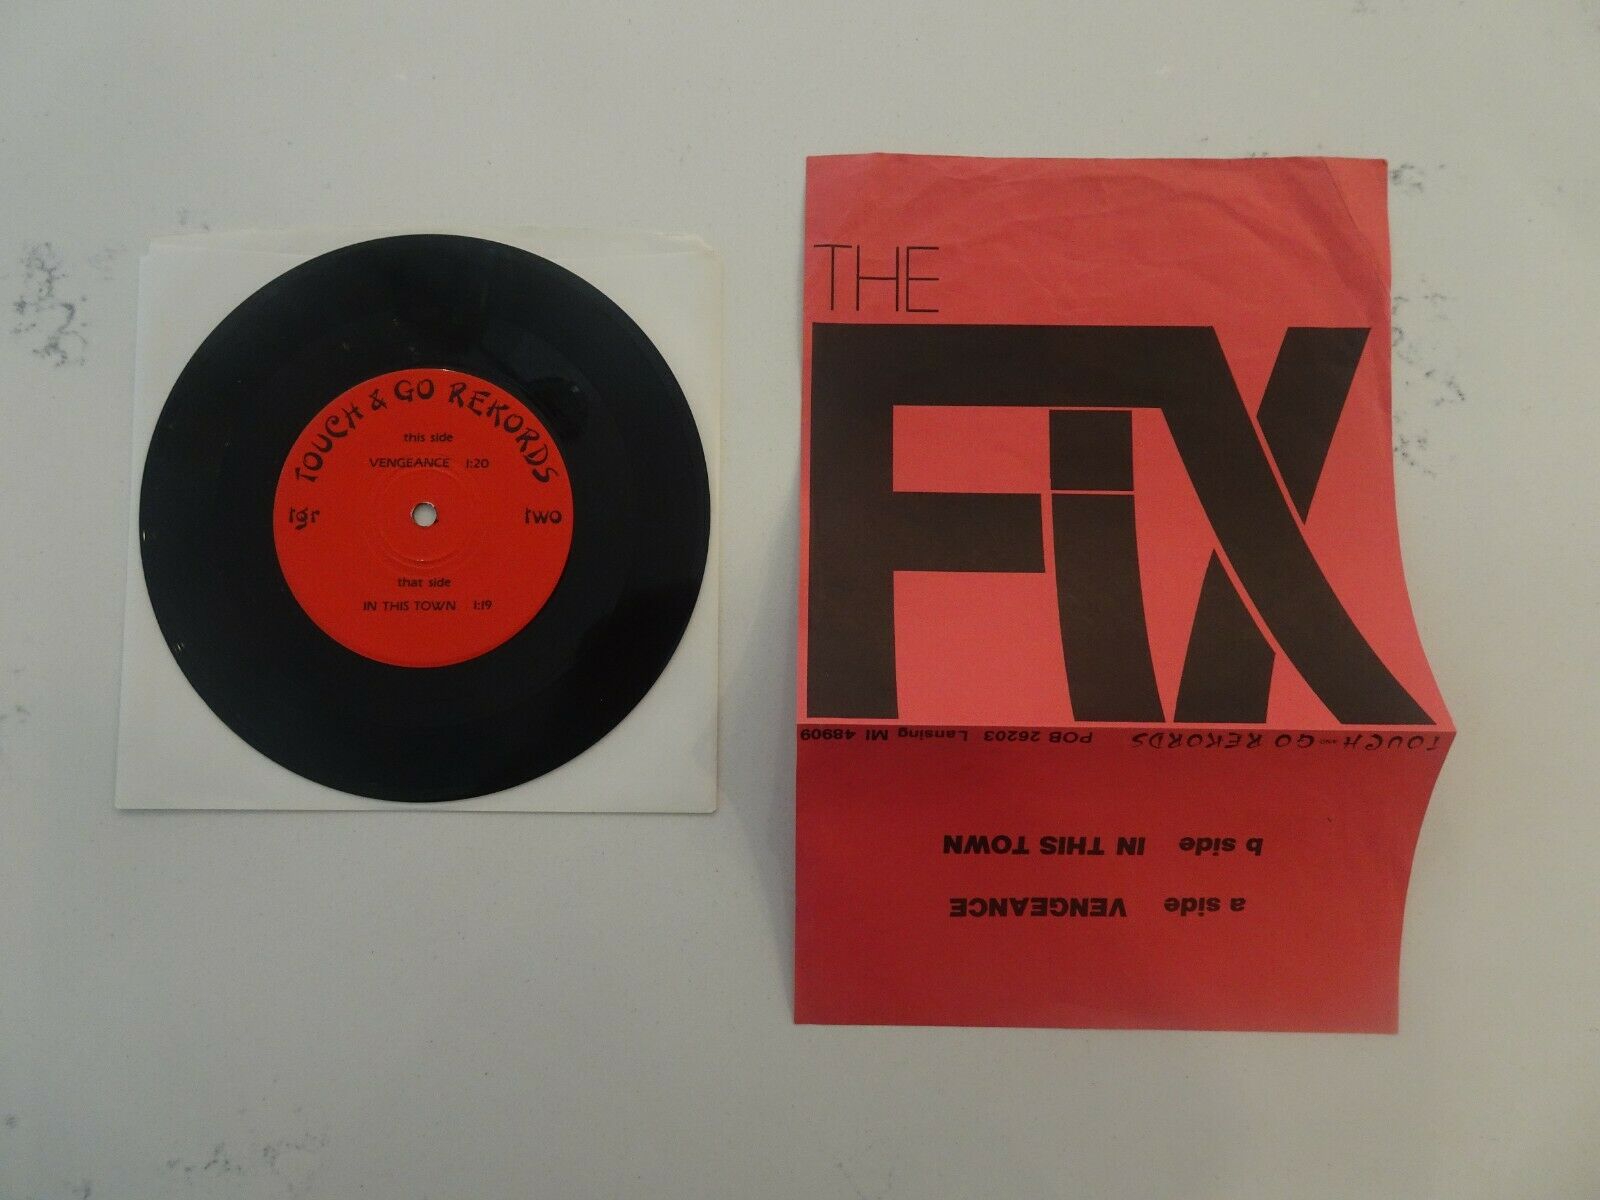 TOUCH & GO REKORDS
this side
VENGEANCE 1:20
tgr two
that side
IN THIS TOWN 1:19
THE
FiX
TOUCH AND GO REKORDS POB 26203 Lansing MI 48909
a side VENGEANCE
b side IN THIS TOWN